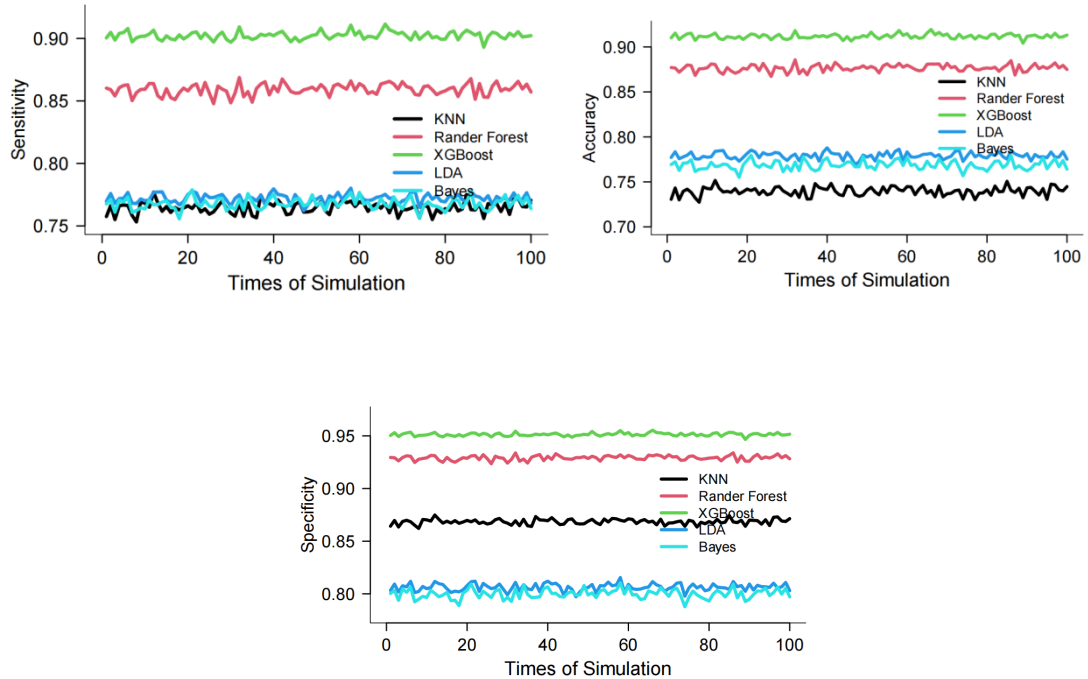 Sensitivity
0.90
0.85
0.80
0.75
KNN
Rander Forest
XGBoost
LDA
Bayes
0 20 40 60 80 100
Times of Simulation
Accuracy
0.90
0.85
0.80
0.75
0.70
KNN
Rander Forest
XGBoost
LDA
Bayes
0 20 40 60 80 100
Times of Simulation
Specificity
0.95
0.90
0.85
0.80
KNN
Rander Forest
XGBoost
LDA
Bayes
0 20 40 60 80 100
Times of Simulation